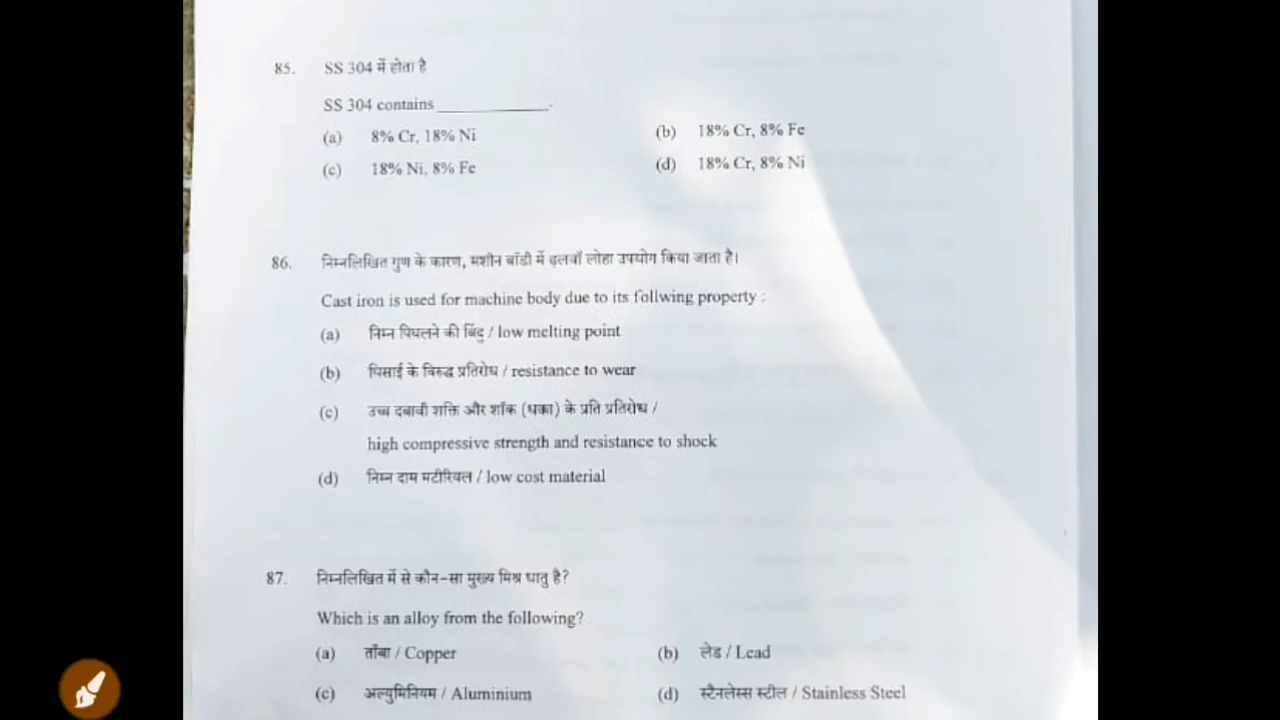 85. SS 304 में होता है
SS 304 contains ____________.
(a) 8% Cr, 18% Ni
(b) 18% Cr, 8% Fe
(c) 18% Ni, 8% Fe
(d) 18% Cr, 8% Ni
86. निम्नलिखित गुण के कारण, मशीन बॉडी में ढ़लवाँ लोहा उपयोग किया जाता है।
Cast iron is used for machine body due to its follwing property :
(a) निम्न पिघलने की बिंदु / low melting point
(b) घिसाई के विरुद्ध प्रतिरोध / resistance to wear
(c) उच्च दबावी शक्ति और शॉक (धका) के प्रति प्रतिरोध /
high compressive strength and resistance to shock
(d) निम्न दाम मटीरियल / low cost material
87. निम्नलिखित में से कौन-सा मुख्य मिश्र धातु है?
Which is an alloy from the following?
(a) ताँबा / Copper
(b) लेड / Lead
(c) अल्युमिनियम / Aluminium
(d) स्टैनलेस्स स्टील / Stainless Steel